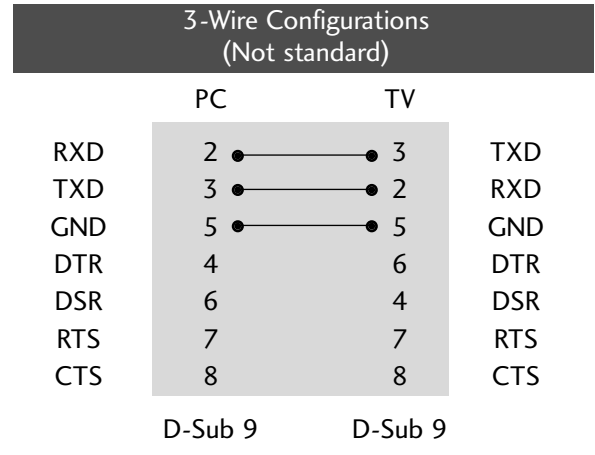 3-Wire Configurations
(Not standard)
PC TV
RXD 2 3 TXD
TXD 3 2 RXD
GND 5 5 GND
DTR 4 6 DTR
DSR 6 4 DSR
RTS 7 7 RTS
CTS 8 8 CTS
D-Sub 9 D-Sub 9